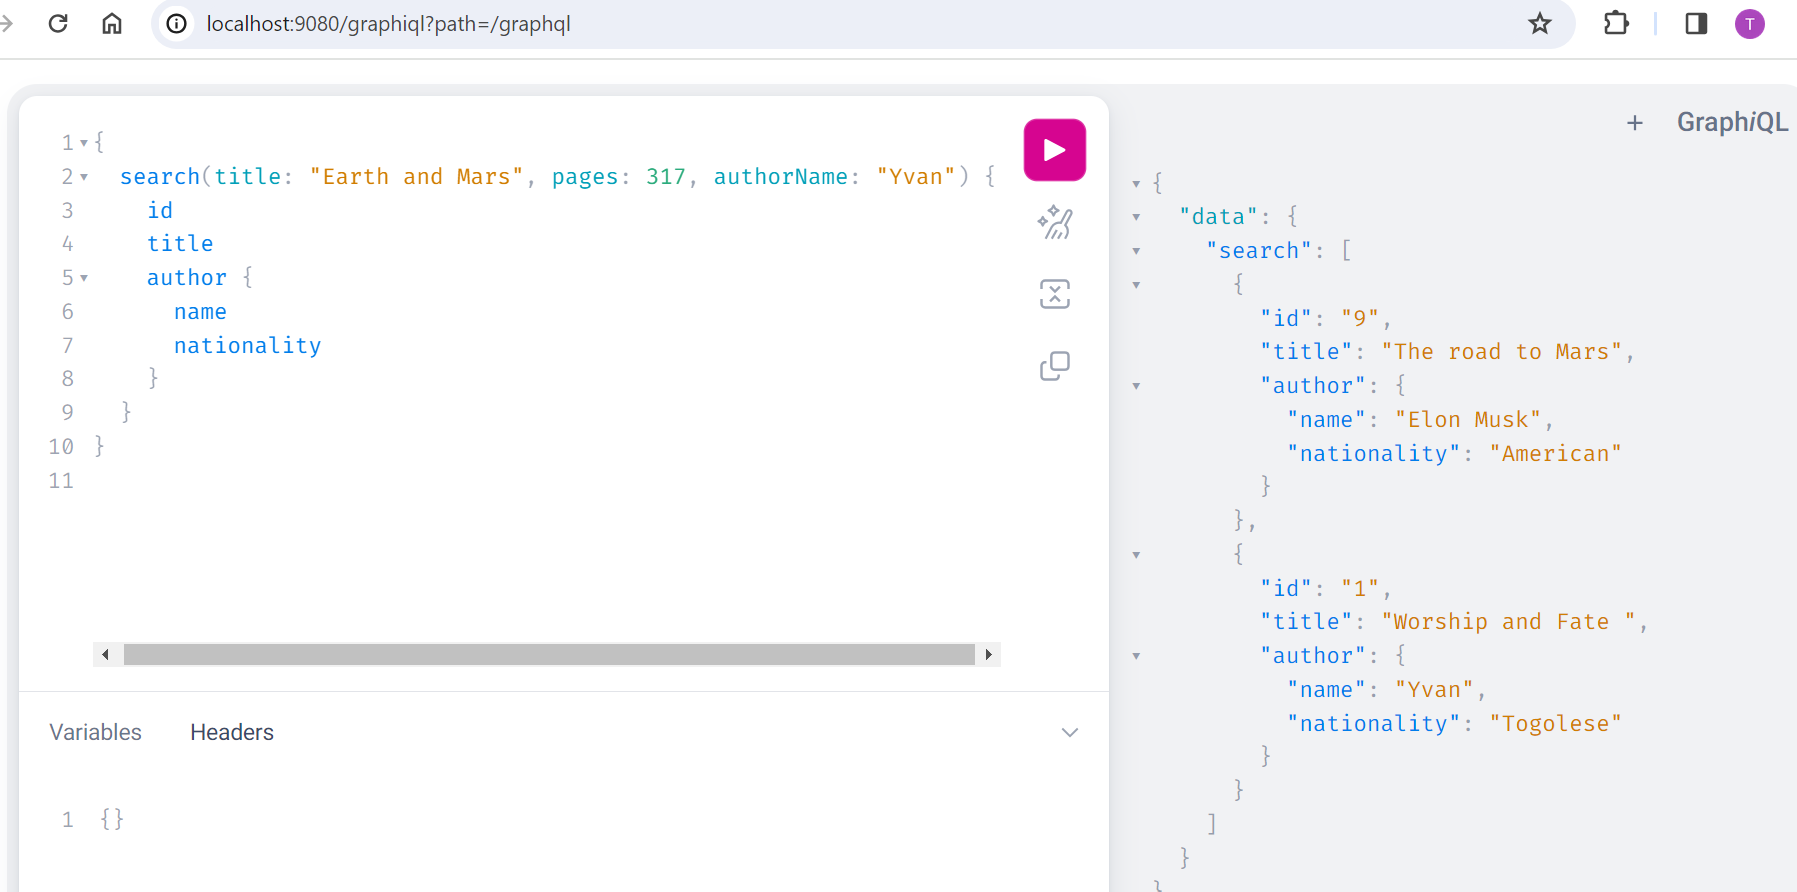 localhost:9080/graphiql?path=/graphql
T
1 {
2 search(title: "Earth and Mars", pages: 317, authorName: "Yvan") {
3 id
4 title
5 author {
6 name
7 nationality
8 }
9 }
10 }
11
Variables Headers
1 {}
+ GraphiQL
{
"data": {
"search": [
{
"id": "9",
"title": "The road to Mars",
"author": {
"name": "Elon Musk",
"nationality": "American"
}
},
{
"id": "1",
"title": "Worship and Fate ",
"author": {
"name": "Yvan",
"nationality": "Togolese"
}
}
]
}
}